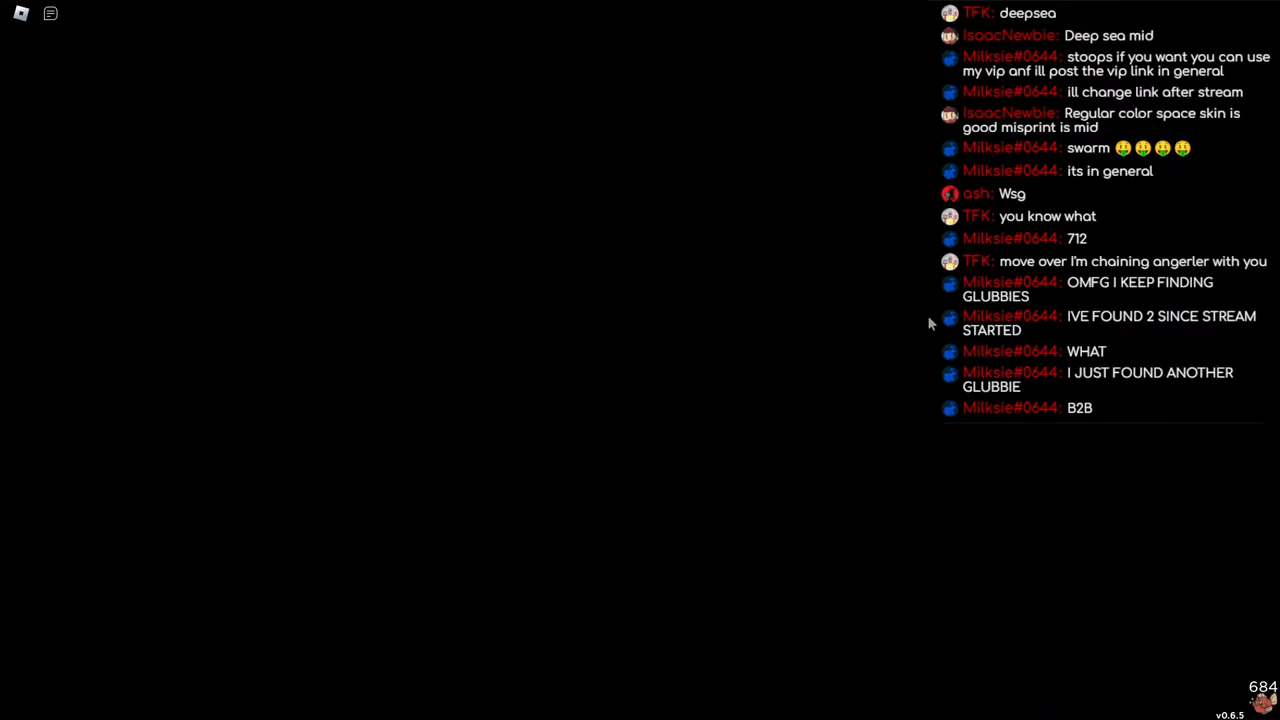 TFK: deepsea
IsaacNewbie: Deep sea mid
Milksie#0644: stoops if you want you can use
my vip anf ill post the vip link in general
Milksie#0644: ill change link after stream
IsaacNewbie: Regular color space skin is
good misprint is mid
Milksie#0644: swarm 🤑🤑🤑🤑
Milksie#0644: its in general
ash: Wsg
TFK: you know what
Milksie#0644: 712
TFK: move over I'm chaining angerler with you
Milksie#0644: OMFG I KEEP FINDING
GLUBBIES
Milksie#0644: IVE FOUND 2 SINCE STREAM
STARTED
Milksie#0644: WHAT
Milksie#0644: I JUST FOUND ANOTHER
GLUBBIE
Milksie#0644: B2B
684
v0.6.5